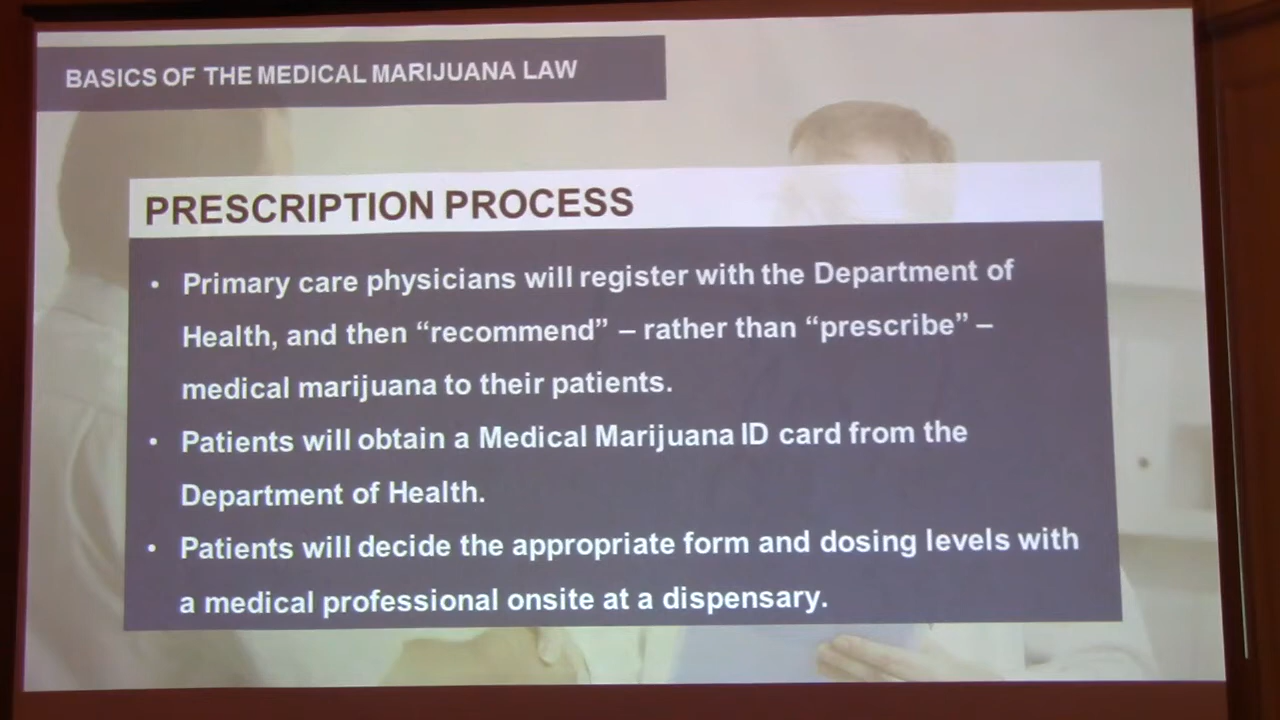 BASICS OF THE MEDICAL MARIJUANA LAW
PRESCRIPTION PROCESS
• Primary care physicians will register with the Department of
Health, and then “recommend” – rather than “prescribe” –
medical marijuana to their patients.
• Patients will obtain a Medical Marijuana ID card from the
Department of Health.
• Patients will decide the appropriate form and dosing levels with
a medical professional onsite at a dispensary.